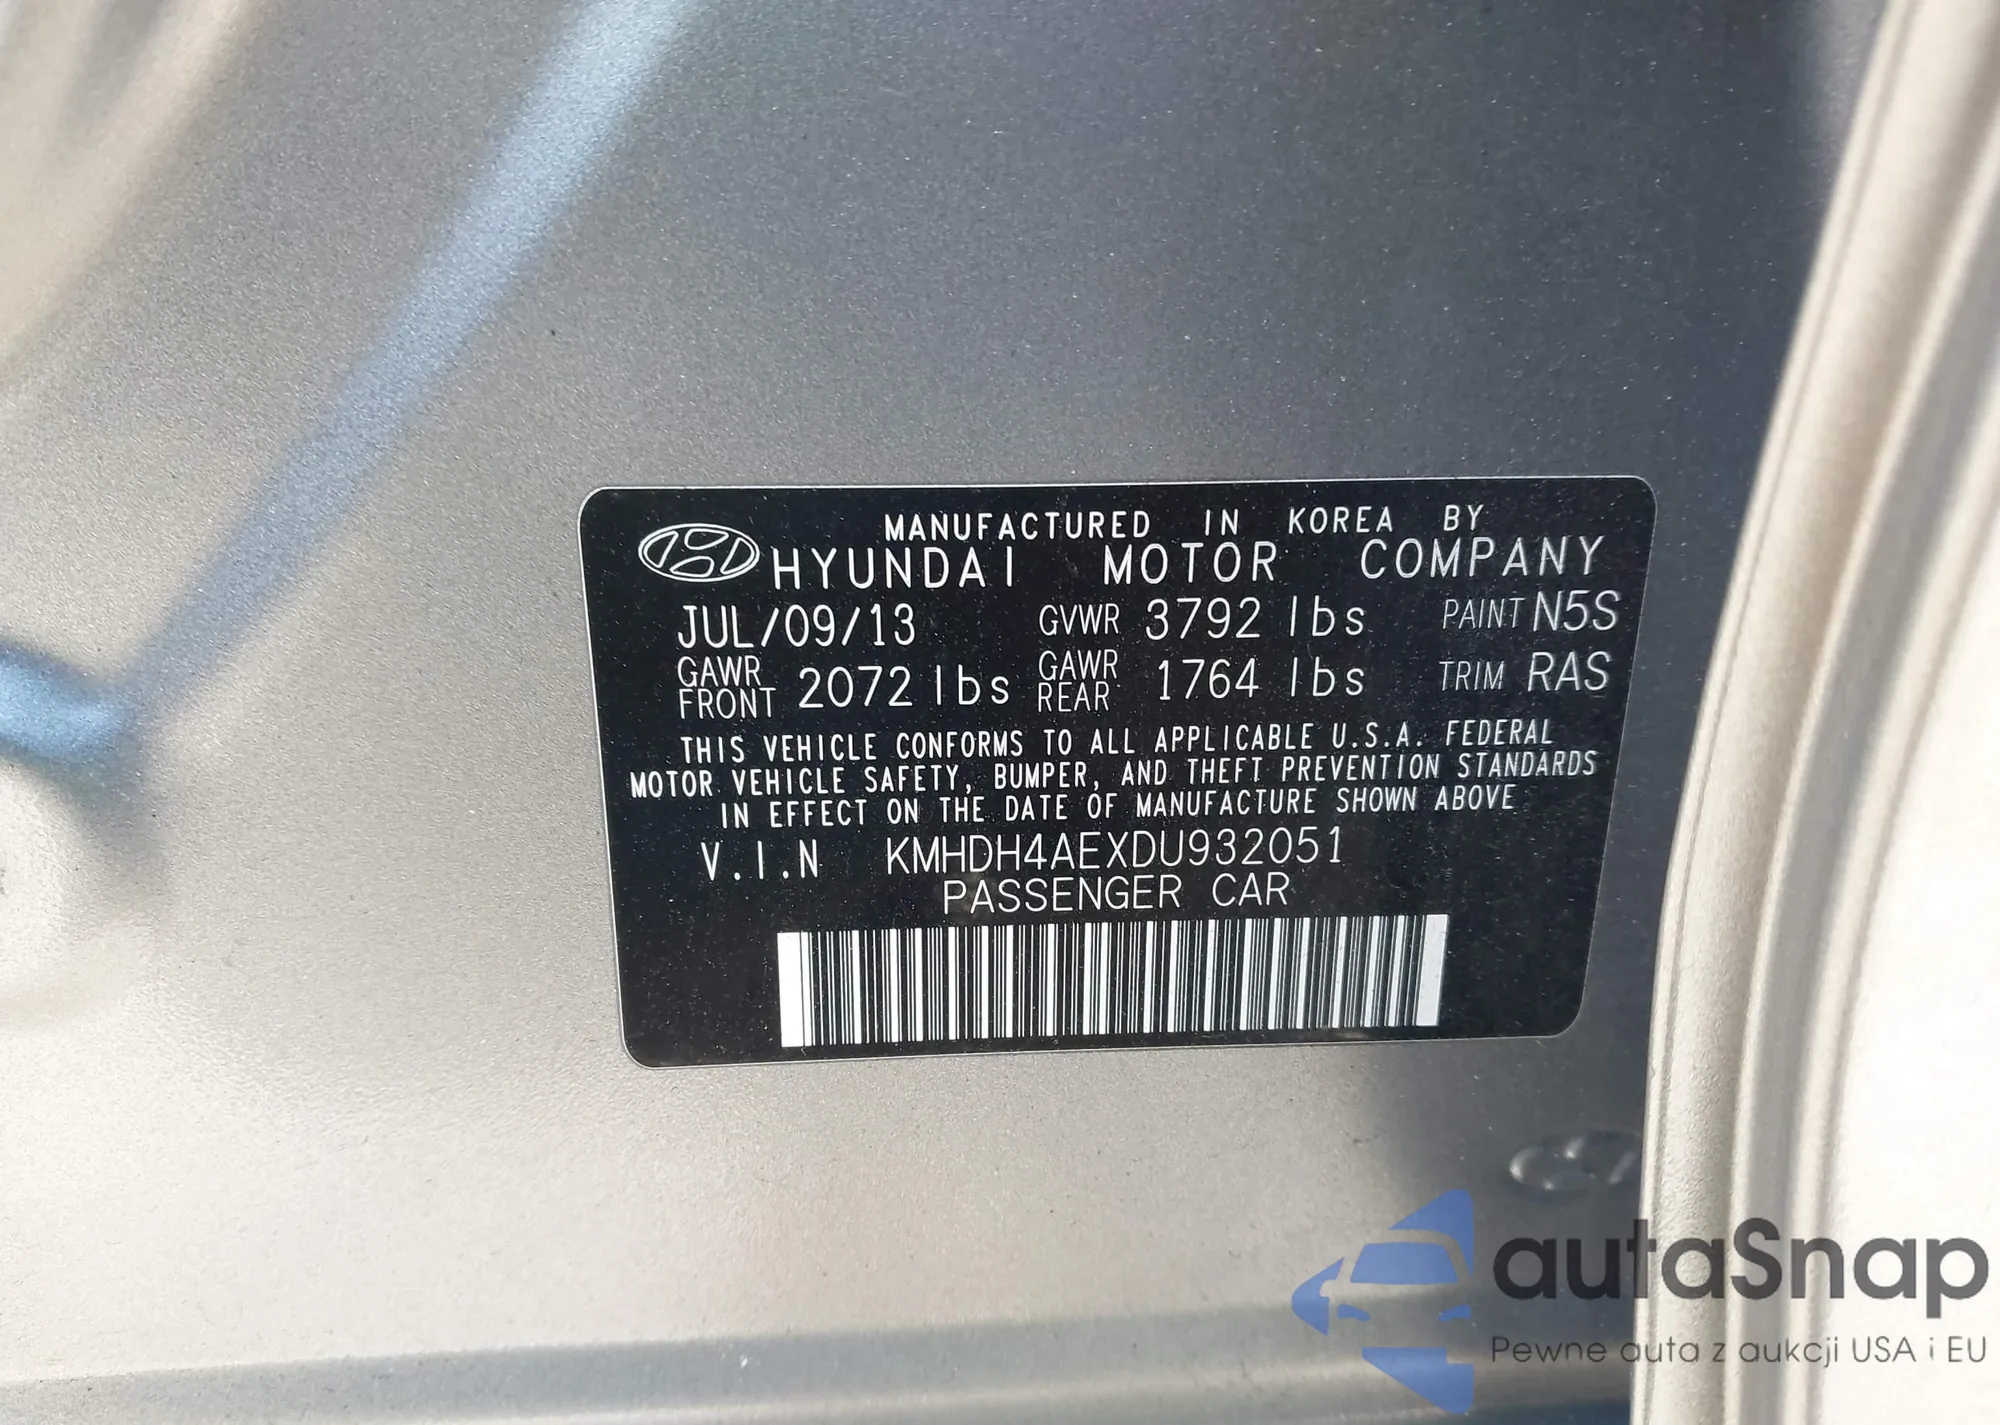 MANUFACTURED IN KOREA BY
HYUNDAI MOTOR COMPANY
JUL/09/13 GVWR 3792 lbs PAINT N5S
GAWR FRONT 2072 lbs GAWR REAR 1764 lbs TRIM RAS
THIS VEHICLE CONFORMS TO ALL APPLICABLE U.S.A. FEDERAL
MOTOR VEHICLE SAFETY, BUMPER, AND THEFT PREVENTION STANDARDS
IN EFFECT ON THE DATE OF MANUFACTURE SHOWN ABOVE
V.I.N KMHDH4AEXDU932051
PASSENGER CAR
autaSnap
Pewne auta z aukcji USA i EU